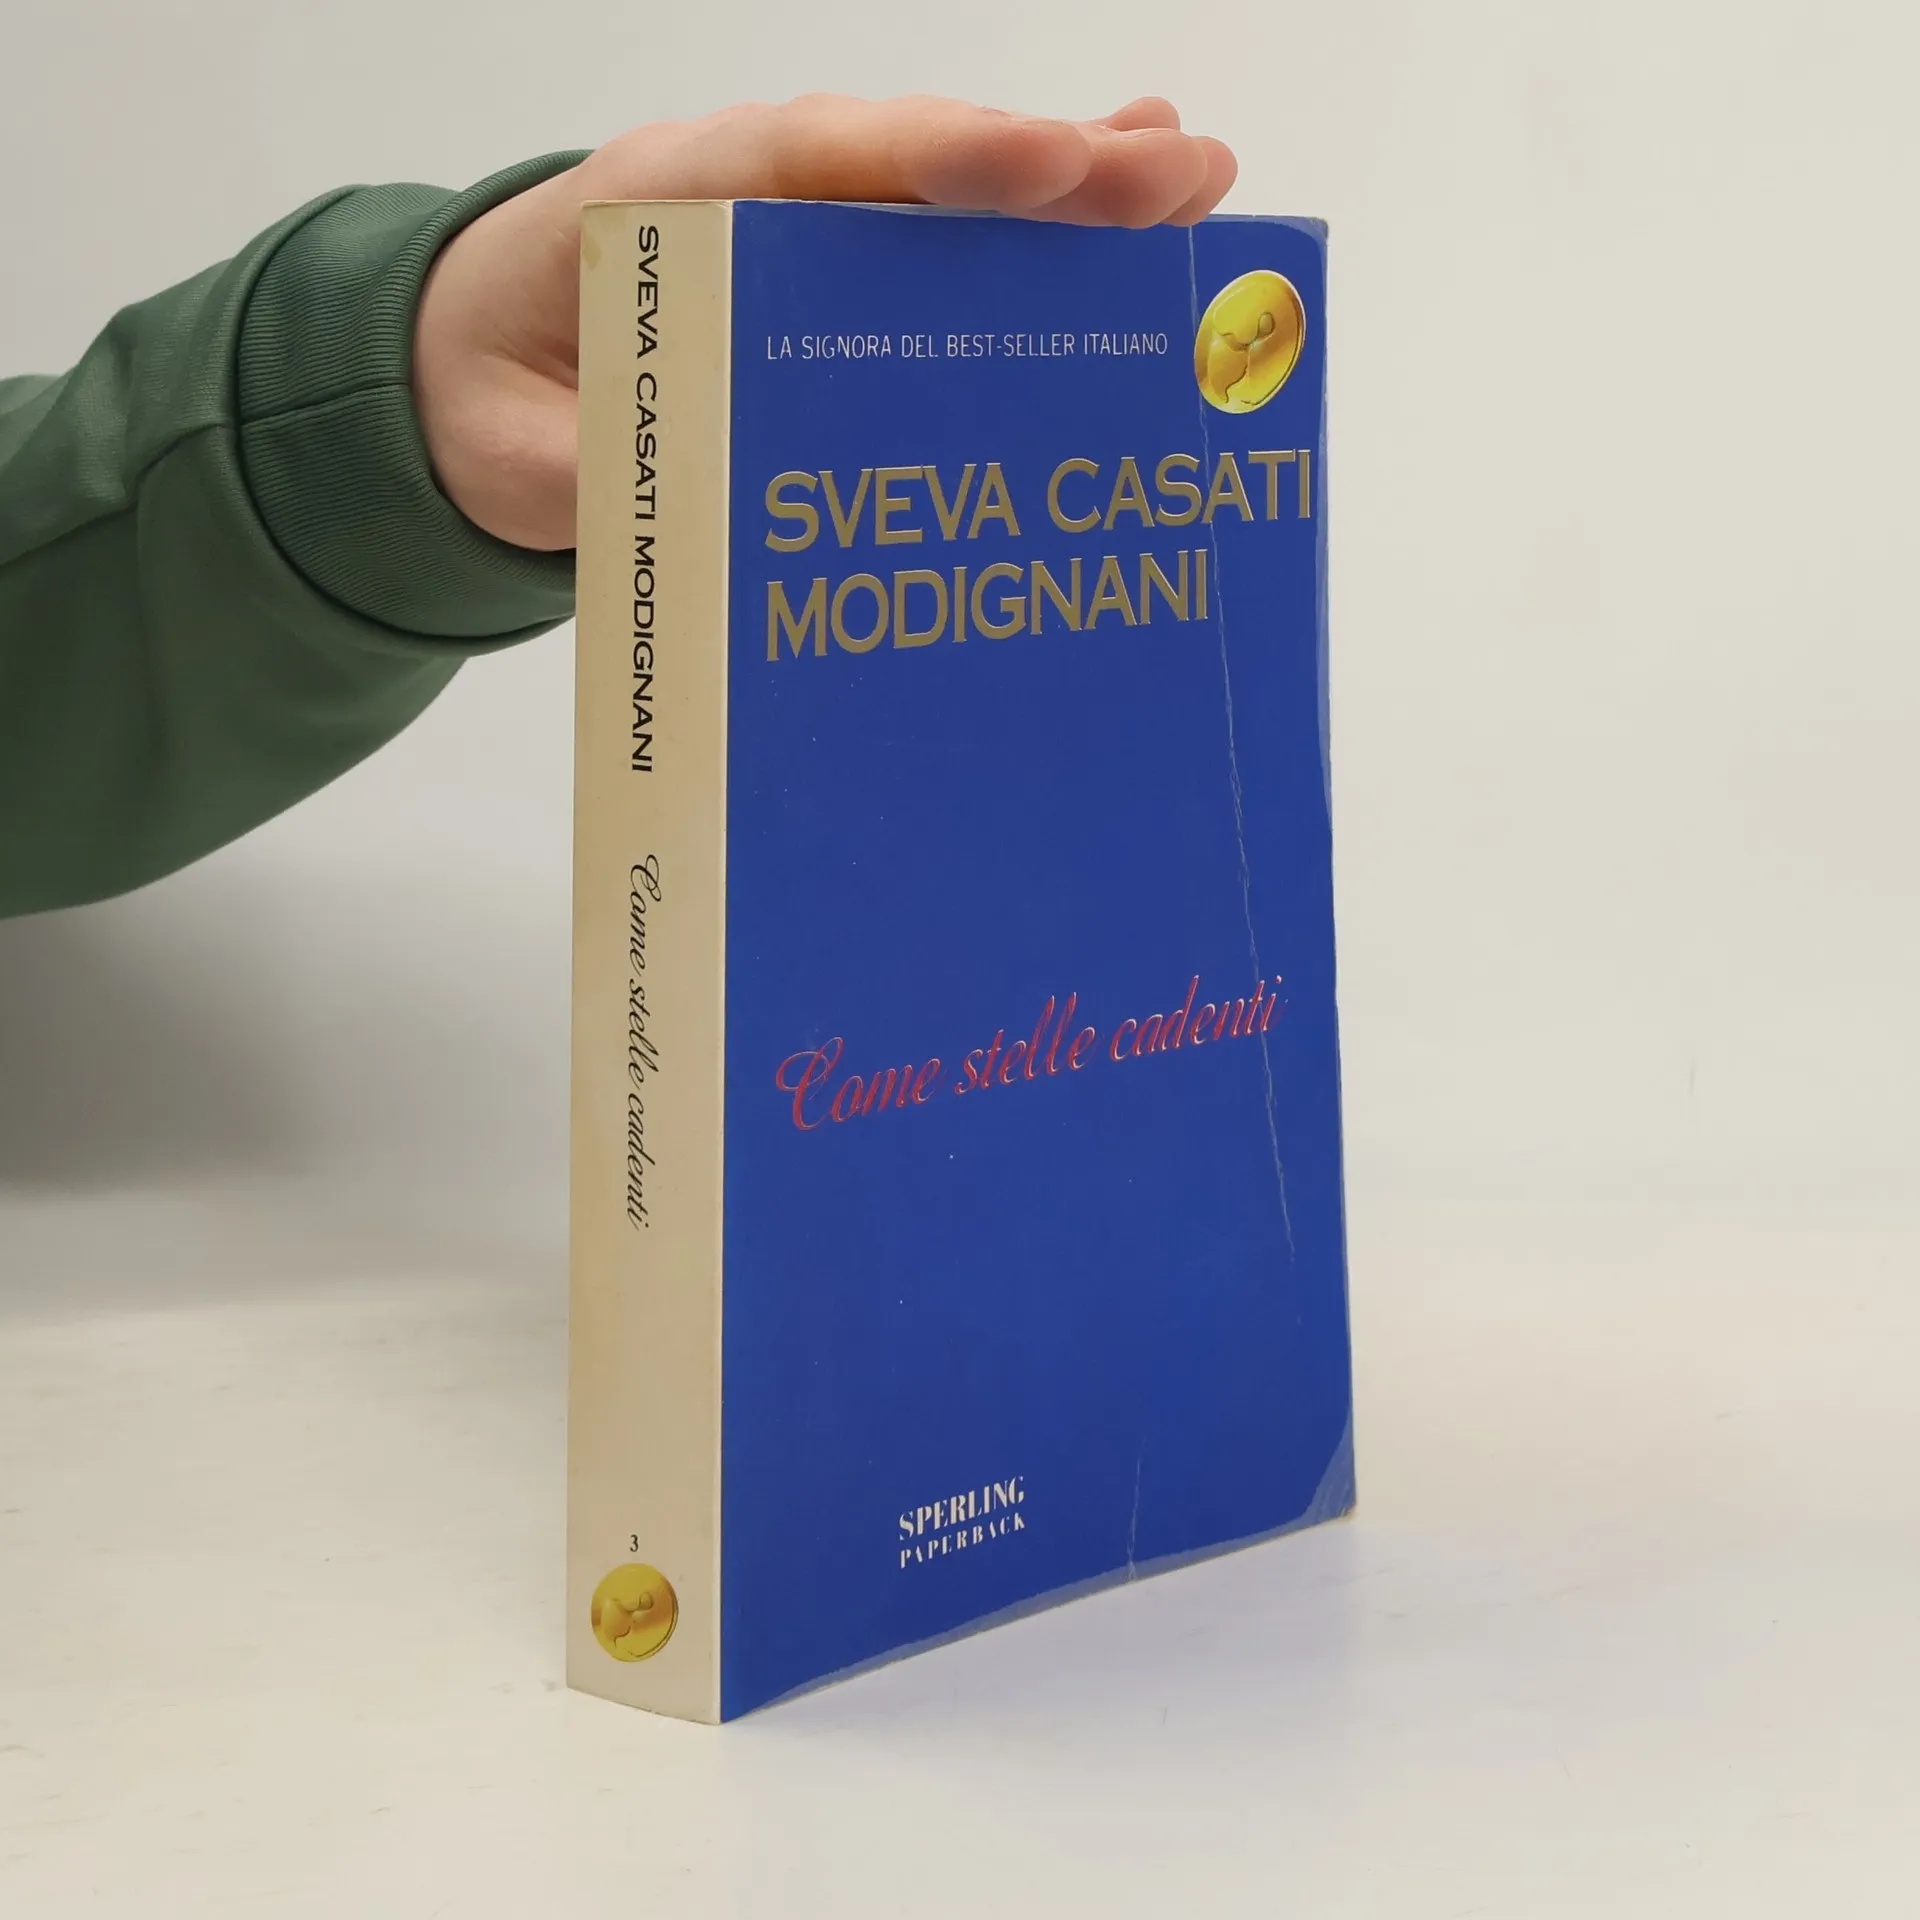 SVEVA CASATI MODIGNANI Come stelle cadenti
3
LA SIGNORA DEL BEST-SELLER ITALIANO
SVEVA CASATI
MODIGNANI
Come stelle cadenti
SPERLING
PAPERBACK